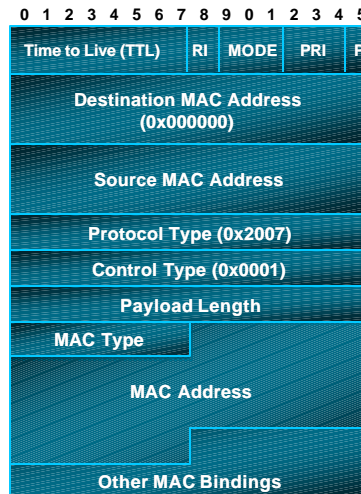 0 1 2 3 4 5 6 7 8 9 0 1 2 3 4 5
Time to Live (TTL) RI MODE PRI
Destination MAC Address
(0x000000)
Source MAC Address
Protocol Type (0x2007)
Control Type (0x0001)
Payload Length
MAC Type
MAC Address
Other MAC Bindings